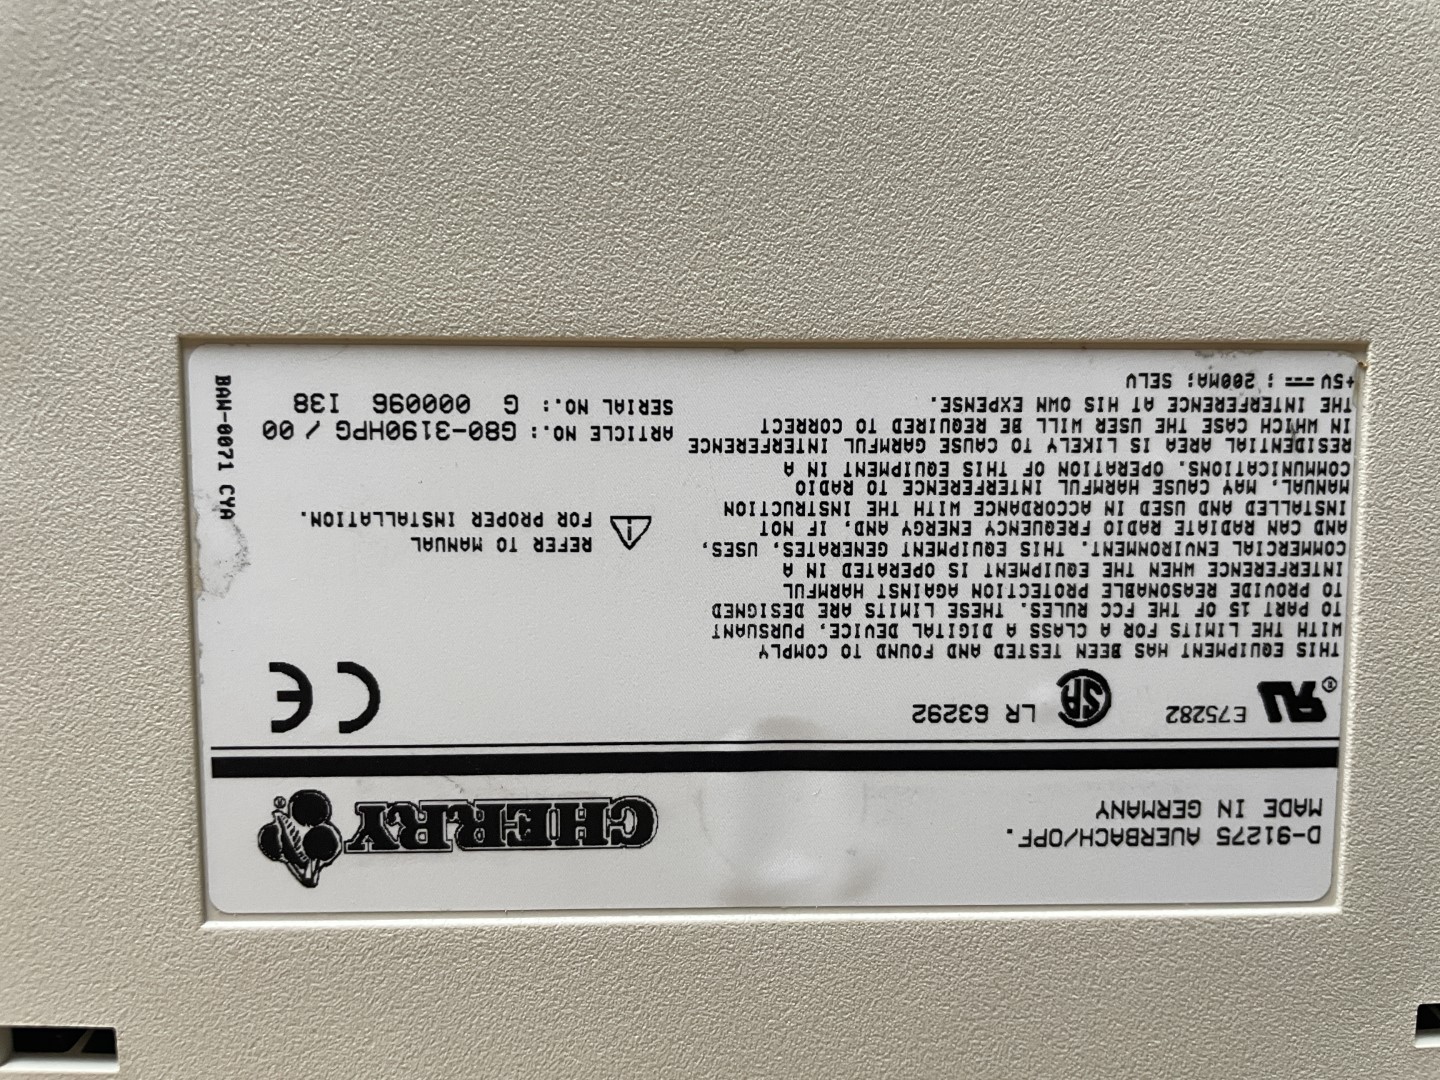 D-91275 AUERBACH/OPF.
MADE IN GERMANY
CHERRY®
E75282
LR 63292
CE
THIS EQUIPMENT HAS BEEN TESTED AND FOUND TO COMPLY
WITH THE LIMITS FOR A CLASS A DIGITAL DEVICE, PURSUANT
TO PART 15 OF THE FCC RULES. THESE LIMITS ARE DESIGNED
TO PROVIDE REASONABLE PROTECTION AGAINST HARMFUL
INTERFERENCE WHEN THE EQUIPMENT IS OPERATED IN A
COMMERCIAL ENVIRONMENT. THIS EQUIPMENT GENERATES, USES,
AND CAN RADIATE RADIO FREQUENCY ENERGY AND, IF NOT
INSTALLED AND USED IN ACCORDANCE WITH THE INSTRUCTION
MANUAL, MAY CAUSE HARMFUL INTERFERENCE TO RADIO
COMMUNICATIONS. OPERATION OF THIS EQUIPMENT IN A
RESIDENTIAL AREA IS LIKELY TO CAUSE GARMFUL INTERFERENCE
IN WHICH CASE THE USER WILL BE REQUIRED TO CORRECT
THE INTERFERENCE AT HIS OWN EXPENSE.
+5V ⎓ ; 200MA; SELV
REFER TO MANUAL
FOR PROPER INSTALLATION.
ARTICLE NO.: G80-3190HPG / 00
SERIAL NO.: G 000096 I38
BAW-0071 CYA